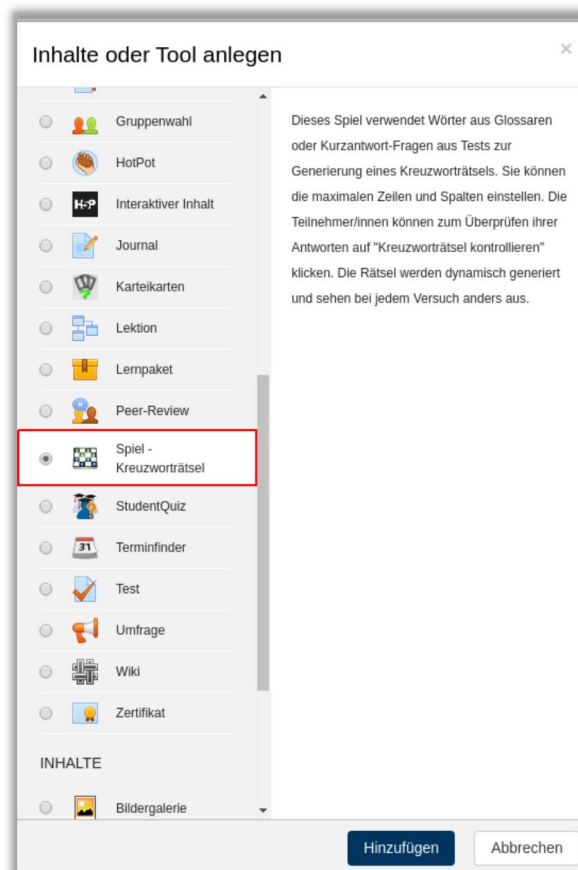 Inhalte oder Tool anlegen
×
Gruppenwahl
HotPot
H-P Interaktiver Inhalt
Journal
Karteikarten
Lektion
Lernpaket
Peer-Review
Spiel -
Kreuzworträtsel
StudentQuiz
31 Terminfinder
Test
Umfrage
Wiki
Zertifikat
INHALTE
Bildergalerie
Dieses Spiel verwendet Wörter aus Glossaren
oder Kurzantwort-Fragen aus Tests zur
Generierung eines Kreuzworträtsels. Sie können
die maximalen Zeilen und Spalten einstellen. Die
Teilnehmer/innen können zum Überprüfen ihrer
Antworten auf "Kreuzworträtsel kontrollieren"
klicken. Die Rätsel werden dynamisch generiert
und sehen bei jedem Versuch anders aus.
Hinzufügen
Abbrechen